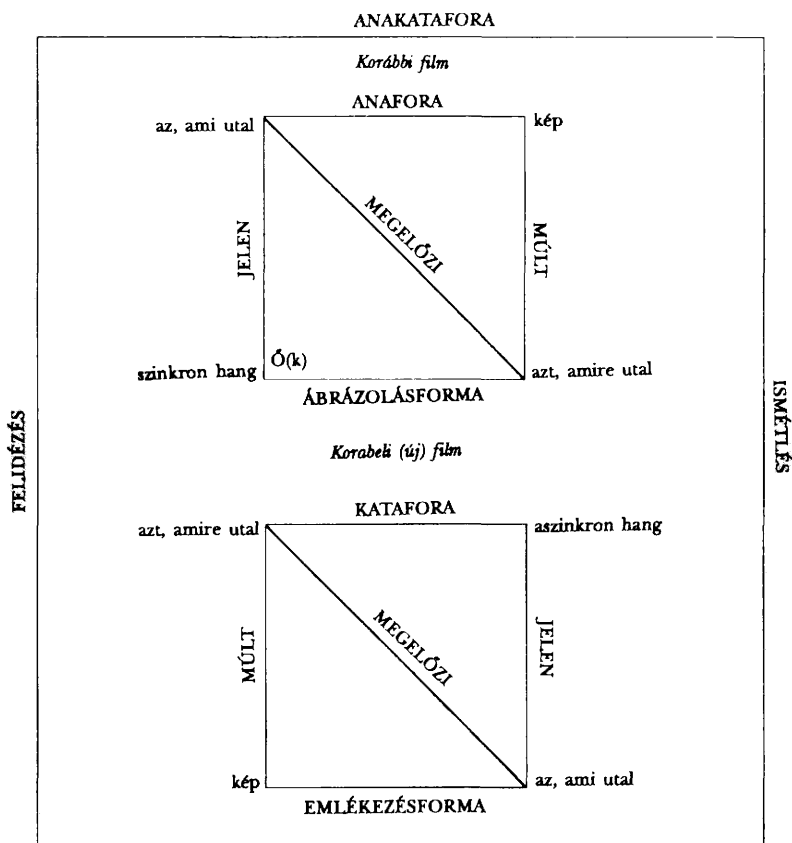 ANAKATAFORA
Korábbi film
ANAFORA
az, ami utal
kép
JELEN
MEGELŐZI
MÚLT
Ő(k)
szinkron hang
azt, amire utal
ÁBRÁZOLÁSFORMA
FELIDÉZÉS
ISMÉTLÉS
Korabeli (új) film
KATAFORA
azt, amire utal
aszinkron hang
MÚLT
MEGELŐZI
JELEN
kép
az, ami utal
EMLÉKEZÉSFORMA